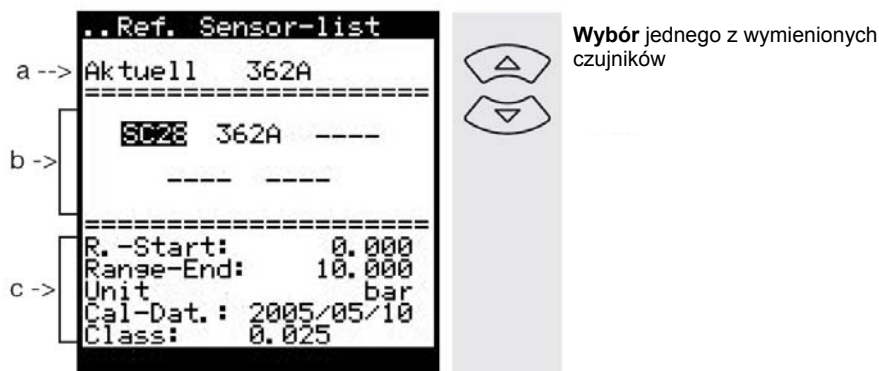 ..Ref. Sensor-list
a --> Aktuell 362A
====================
b -> SC28 362A ----
---- ----
====================
c -> R.-Start: 0.000
Range-End: 10.000
Unit bar
Cal-Dat.: 2005/05/10
Class: 0.025
Wybór jednego z wymienionych
czujników